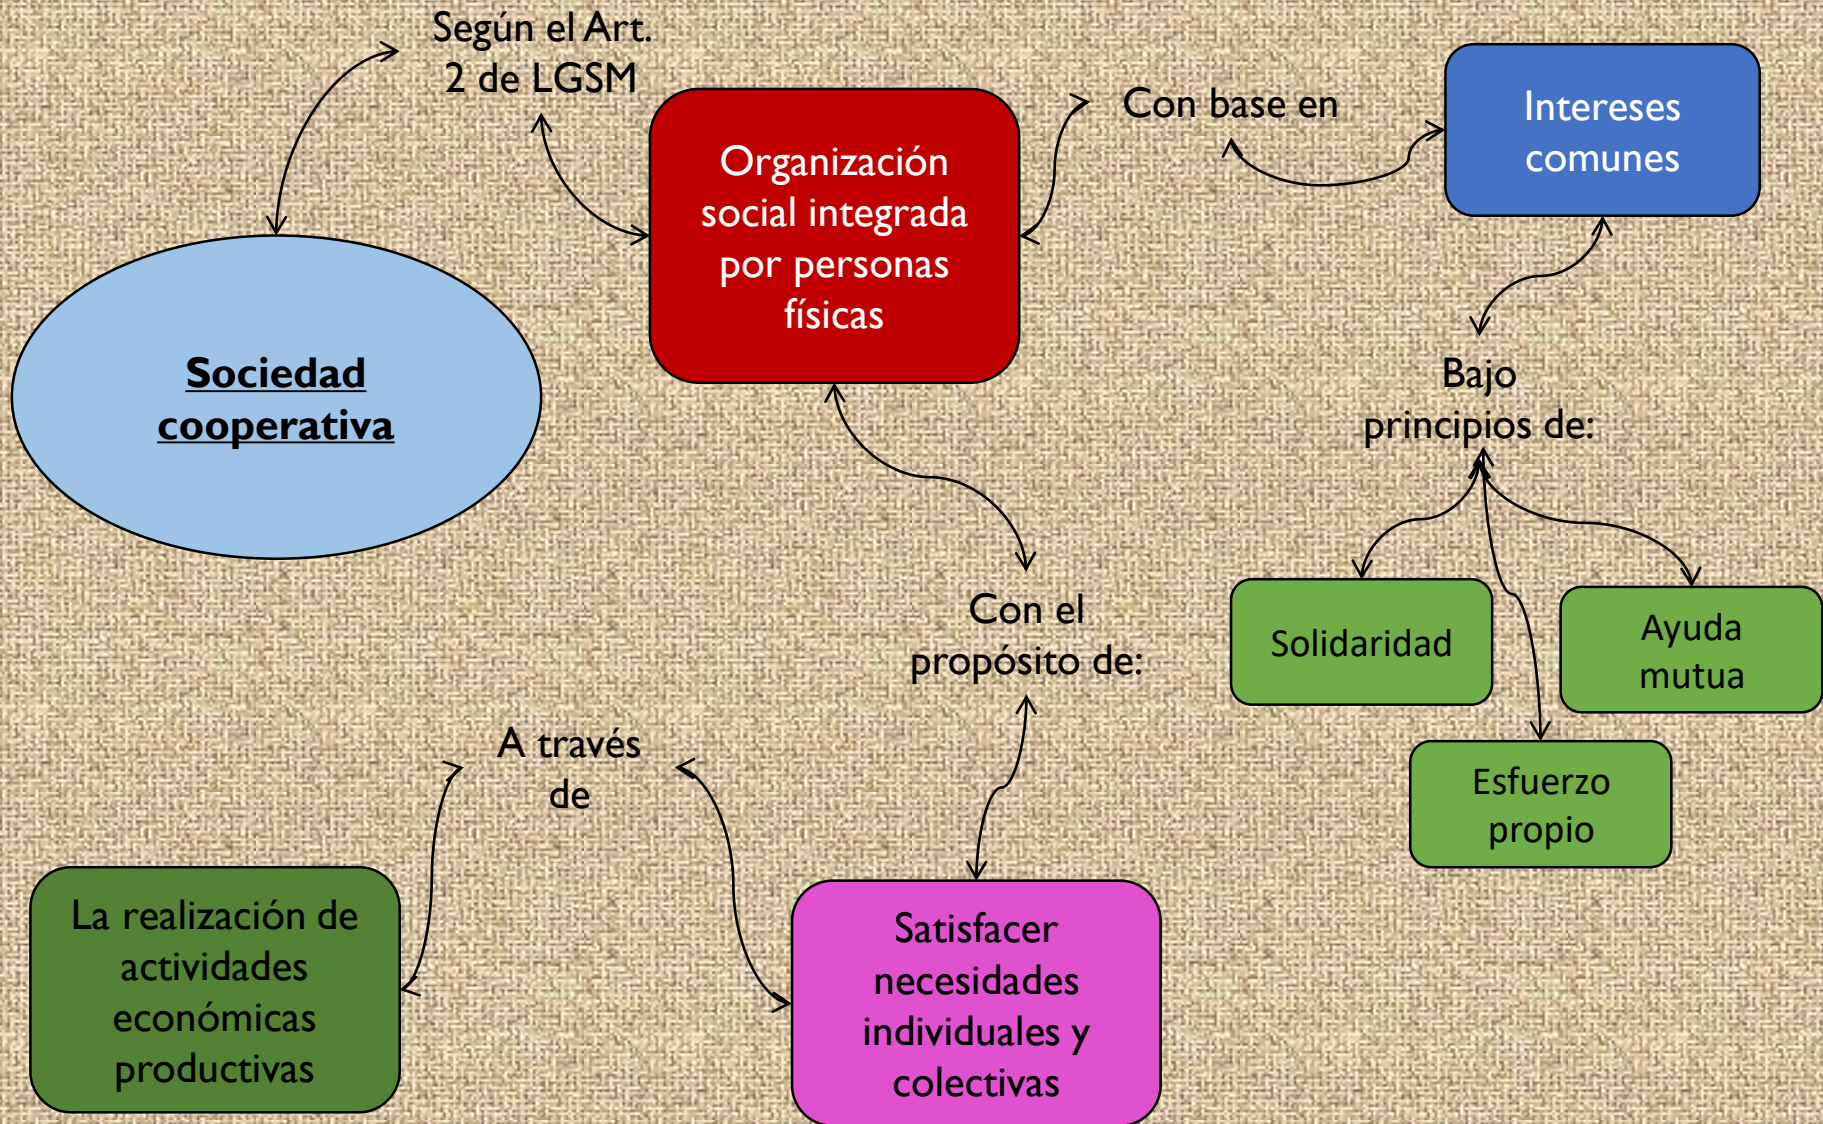 Según el Art.
2 de LGSM
Sociedad
cooperativa
Organización
social integrada
por personas
físicas
Con base en
Intereses
comunes
Bajo
principios de:
Solidaridad
Ayuda
mutua
Esfuerzo
propio
Con el
propósito de:
Satisfacer
necesidades
individuales y
colectivas
A través
de
La realización de
actividades
económicas
productivas